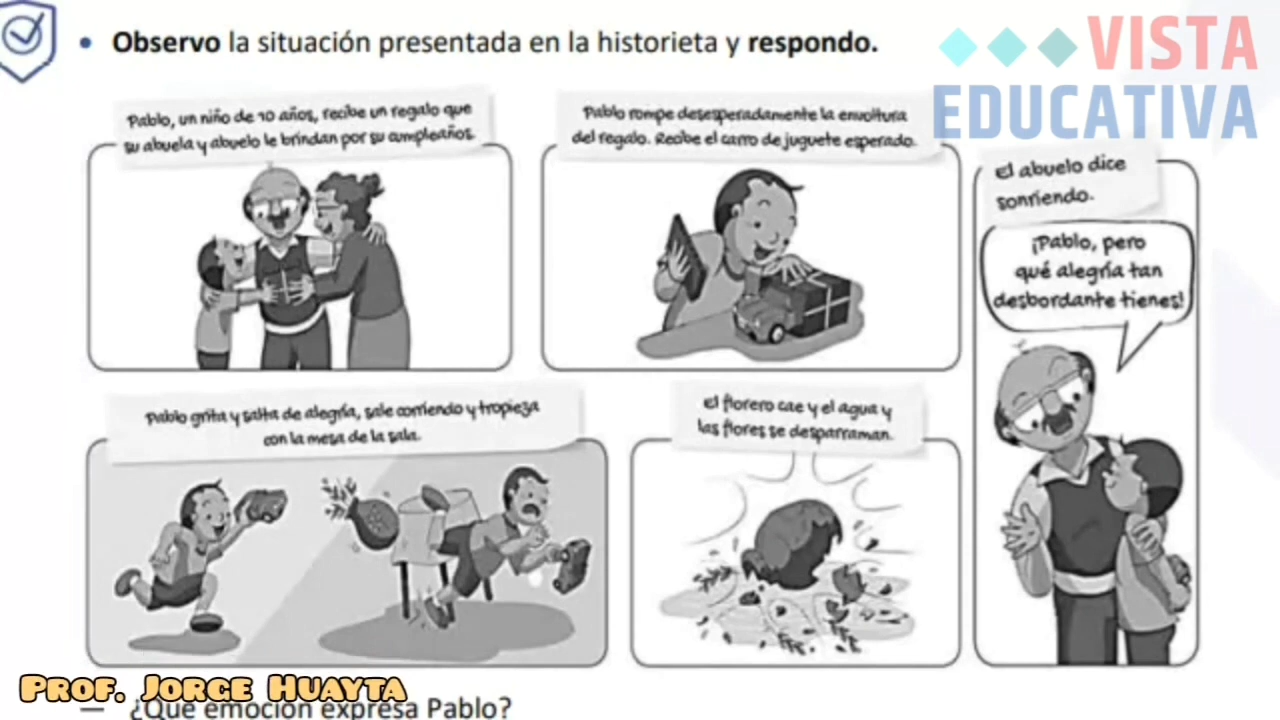 • Observo la situación presentada en la historieta y respondo.
VISTA
EDUCATIVA
Pablo, un niño de 10 años, recibe un regalo que
su abuela y abuelo le brindan por su cumpleaños.
Pablo rompe desesperadamente la envoltura
del regalo. Recibe el carro de juguete esperado.
El abuelo dice
sonriendo.
¡Pablo, pero
qué alegría tan
desbordante tienes!
Pablo grita y salta de alegría, sale corriendo y tropieza
con la mesa de la sala.
El florero cae y el agua y
las flores se desparraman.
PROF. JORGE HUAYTA
— ¿Qué emoción expresa Pablo?